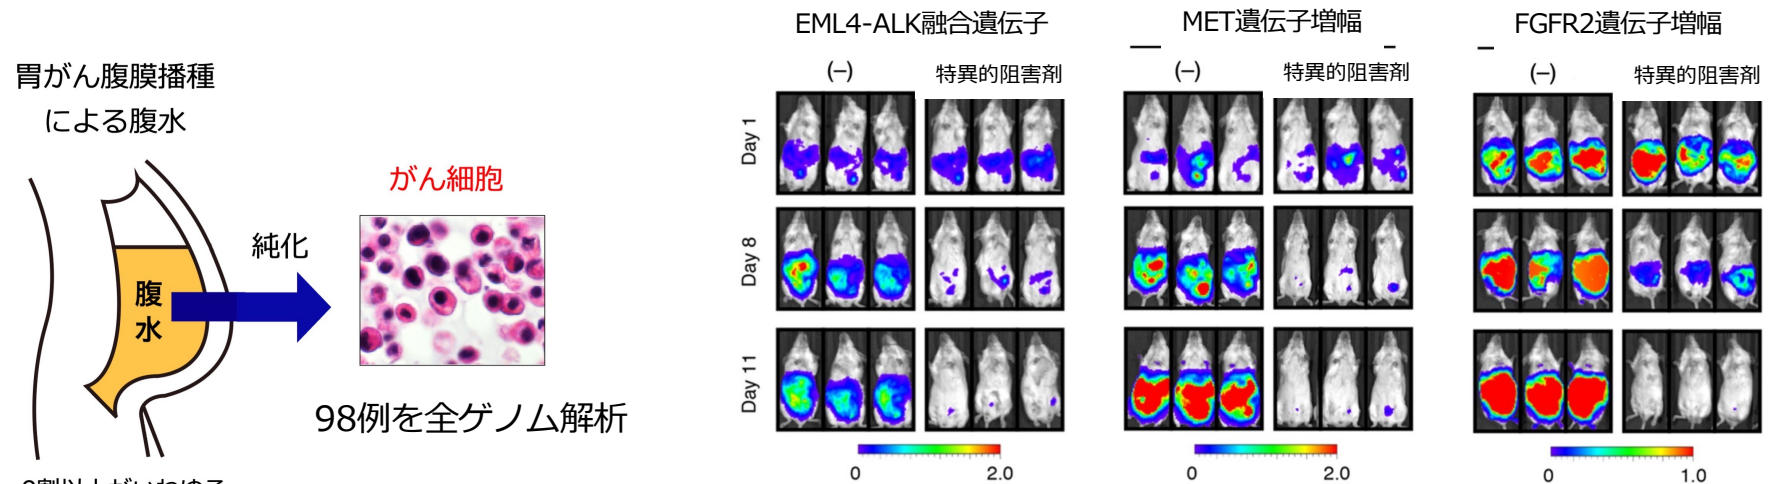 胃がん腹膜播種
による腹水
がん細胞
純化
腹
水
98例を全ゲノム解析
EML4-ALK融合遺伝子
(–)
特異的阻害剤
MET遺伝子増幅
(–)
特異的阻害剤
FGFR2遺伝子増幅
(–)
特異的阻害剤
Day 1
Day 8
Day 11
0
2.0
0
2.0
0
1.0